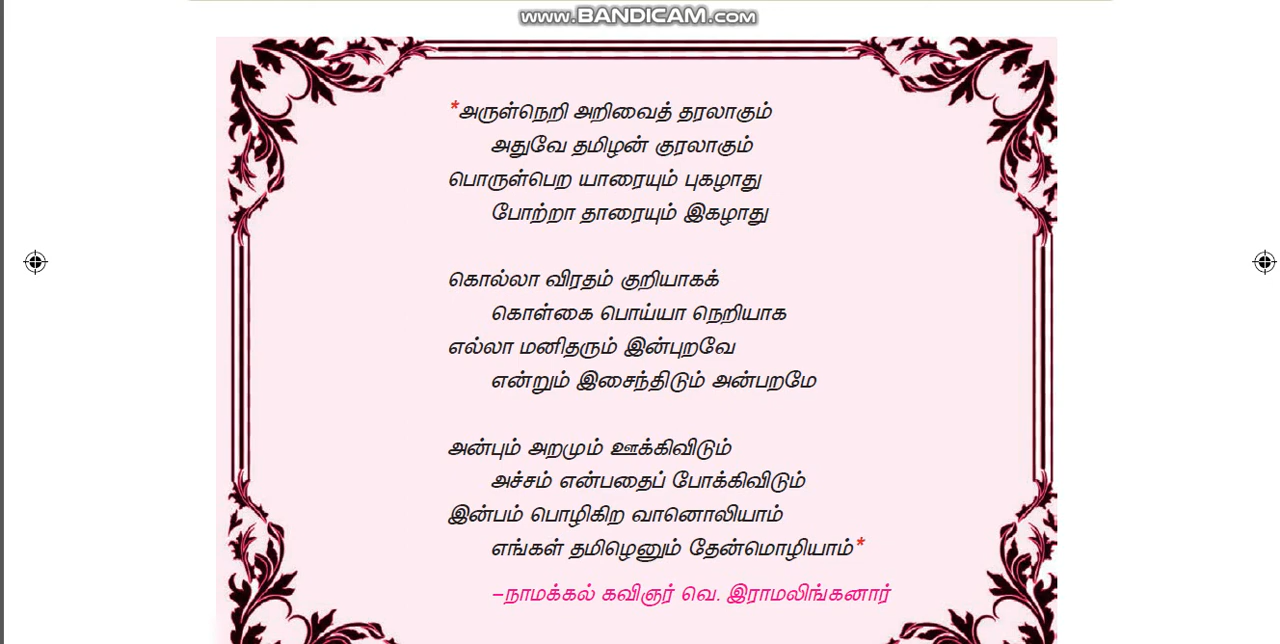 www.BANDICAM.com
*அருள்நெறி அறிவைத் தரலாகும்
அதுவே தமிழன் குரலாகும்
பொருள்பெற யாரையும் புகழாது
போற்றா தாரையும் இகழாது
கொல்லா விரதம் குறியாகக்
கொள்கை பொய்யா நெறியாக
எல்லா மனிதரும் இன்புறவே
என்றும் இசைந்திடும் அன்பறமே
அன்பும் அறமும் ஊக்கிவிடும்
அச்சம் என்பதைப் போக்கிவிடும்
இன்பம் பொழிகிற வானொலியாம்
எங்கள் தமிழெனும் தேன்மொழியாம்*
–நாமக்கல் கவிஞர் வெ. இராமலிங்கனார்